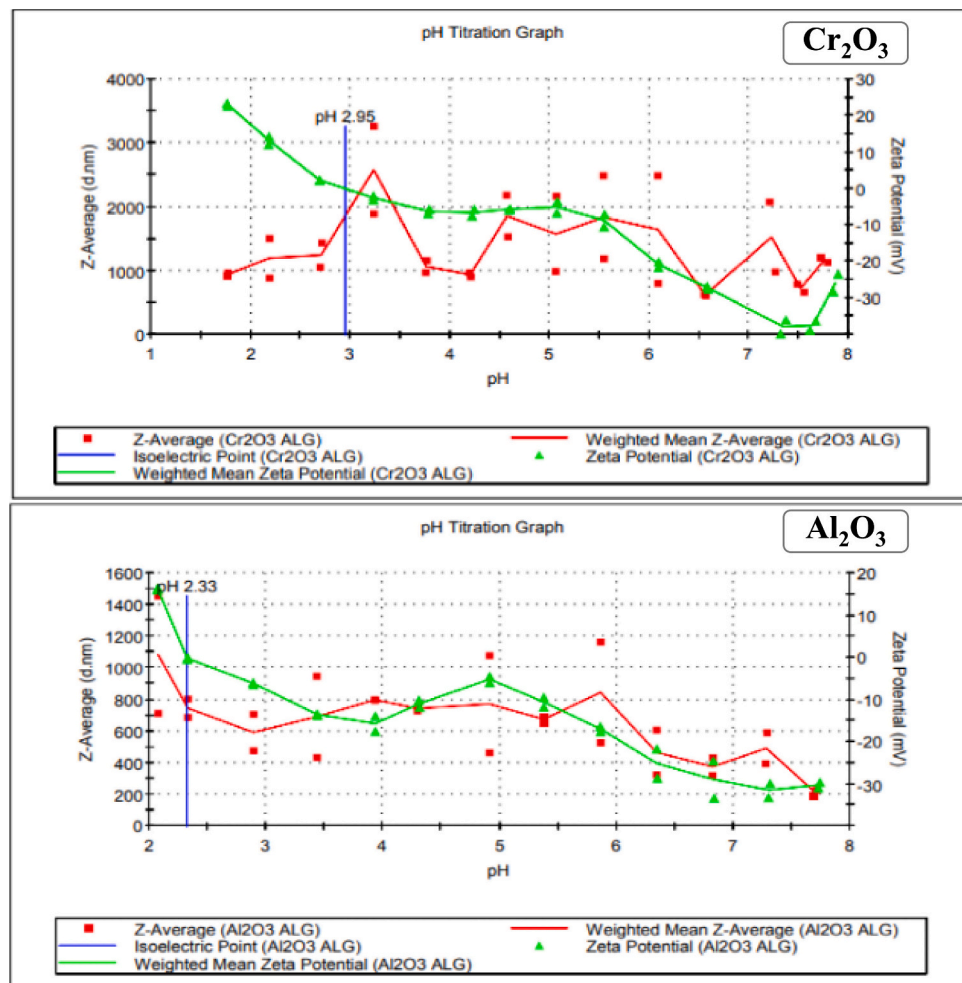 pH Titration Graph
Cr₂O₃
4000
3000
2000
1000
0
Z-Average (d.nm)
pH 2.95
30
20
10
0
-10
-20
-30
Zeta Potential (mV)
1 2 3 4 5 6 7 8
pH
Z-Average (Cr2O3 ALG)
Weighted Mean Z-Average (Cr2O3 ALG)
Isoelectric Point (Cr2O3 ALG)
Zeta Potential (Cr2O3 ALG)
Weighted Mean Zeta Potential (Cr2O3 ALG)
pH Titration Graph
Al₂O₃
1600
1400
1200
1000
800
600
400
200
0
Z-Average (d.nm)
pH 2.33
20
10
0
-10
-20
-30
Zeta Potential (mV)
2 3 4 5 6 7 8
pH
Z-Average (Al2O3 ALG)
Weighted Mean Z-Average (Al2O3 ALG)
Isoelectric Point (Al2O3 ALG)
Zeta Potential (Al2O3 ALG)
Weighted Mean Zeta Potential (Al2O3 ALG)